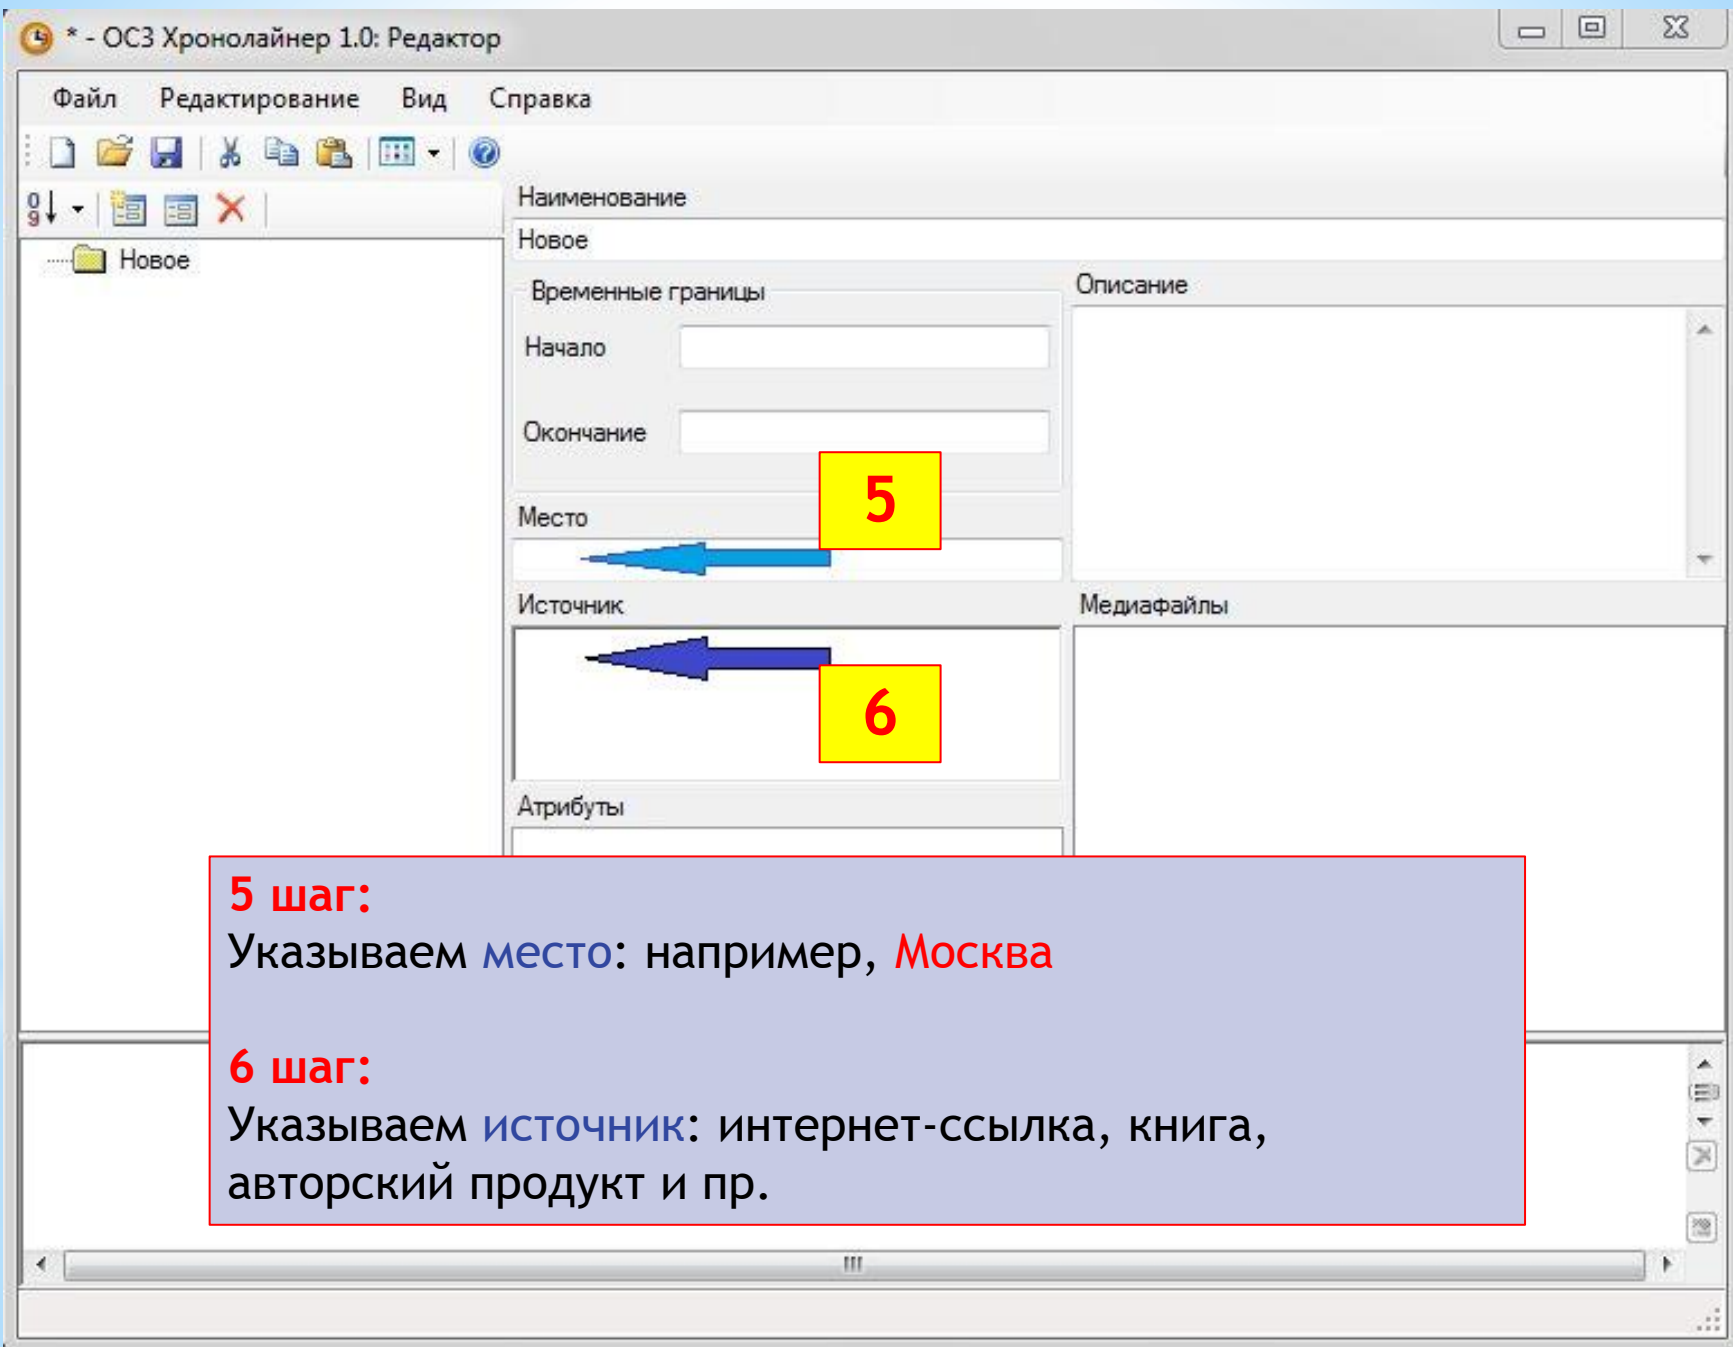 * - ОСЗ Хронолайнер 1.0: Редактор
Файл Редактирование Вид Справка
Наименование
Новое
Новое
Временные границы
Описание
Начало
Окончание
5
Место
Источник
Медиафайлы
6
Атрибуты
5 шаг:
Указываем место: например, Москва
6 шаг:
Указываем источник: интернет-ссылка, книга,
авторский продукт и пр.